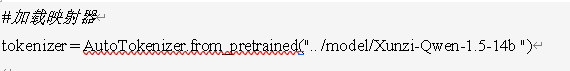 #加载映射器
tokenizer＝AutoTokenizer.from_pretrained("../model/Xunzi-Qwen-1.5-14b ")